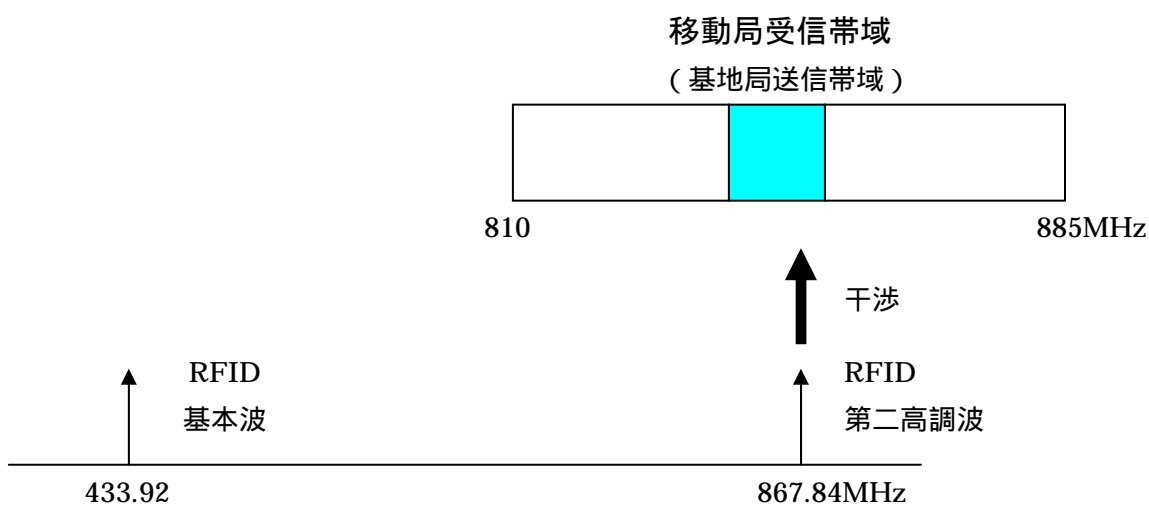 移動局受信帯域
(基地局送信帯域)
810
885MHz
干渉
RFID
基本波
RFID
第二高調波
433.92
867.84MHz